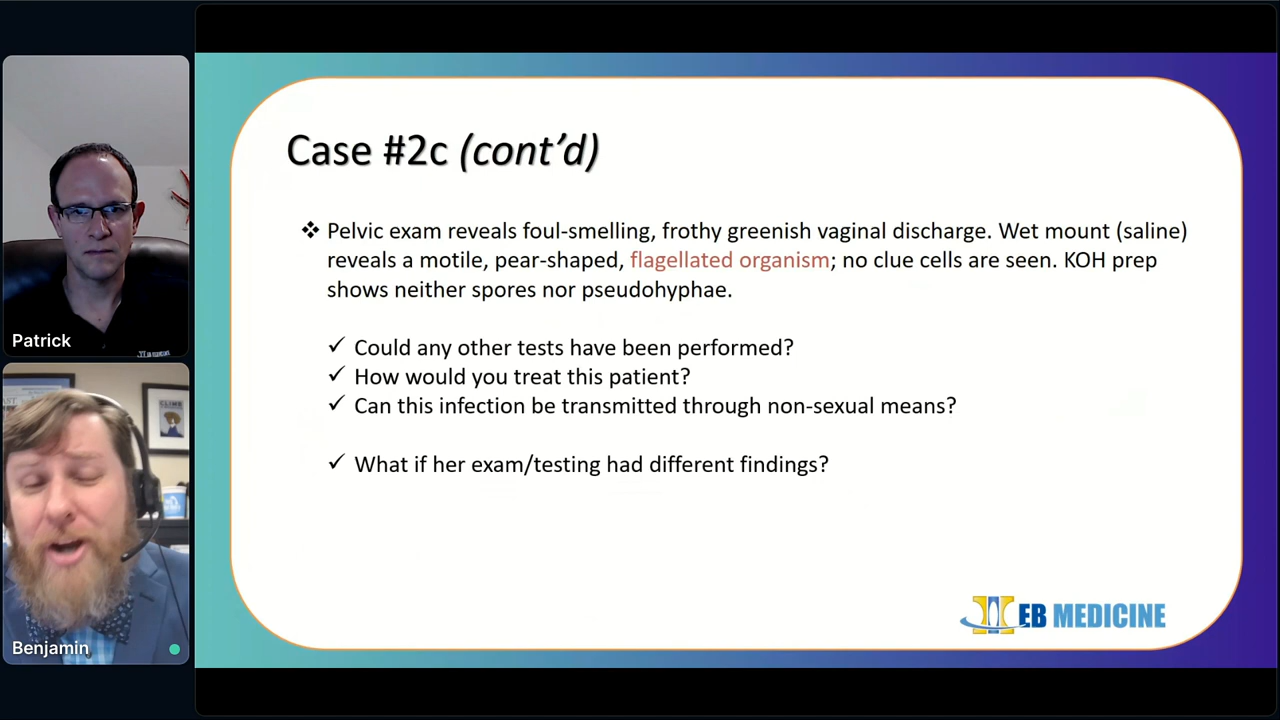 Case #2c (cont’d)
❖ Pelvic exam reveals foul-smelling, frothy greenish vaginal discharge. Wet mount (saline)
reveals a motile, pear-shaped, flagellated organism; no clue cells are seen. KOH prep
shows neither spores nor pseudohyphae.
✓ Could any other tests have been performed?
✓ How would you treat this patient?
✓ Can this infection be transmitted through non-sexual means?
✓ What if her exam/testing had different findings?
EB MEDICINE
Patrick
EB MEDICINE
CLIMB
Benjamin